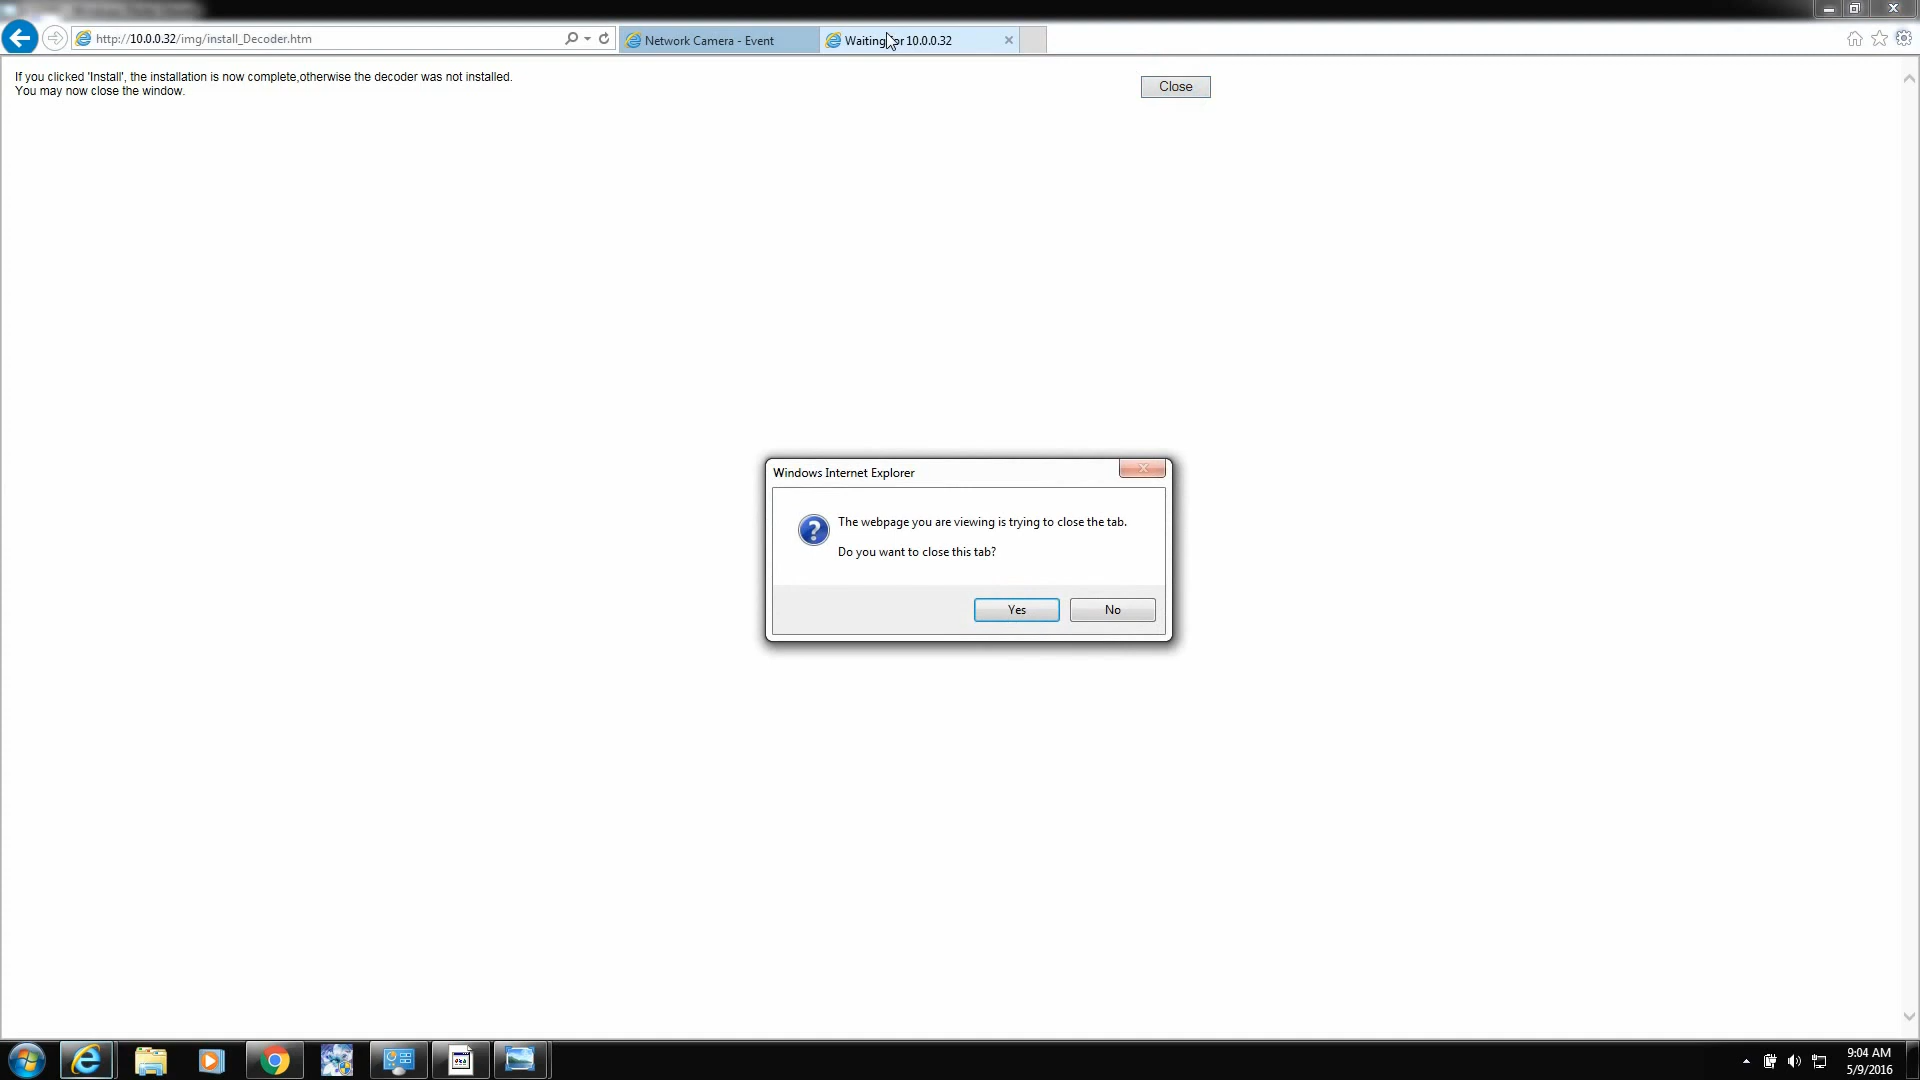 http://10.0.0.32/img/install_Decoder.htm
Network Camera - Event
Waiting for 10.0.0.32
If you clicked 'Install', the installation is now complete,otherwise the decoder was not installed.
You may now close the window.
Close
Windows Internet Explorer
The webpage you are viewing is trying to close the tab.
Do you want to close this tab?
Yes
No
9:04 AM
5/9/2016